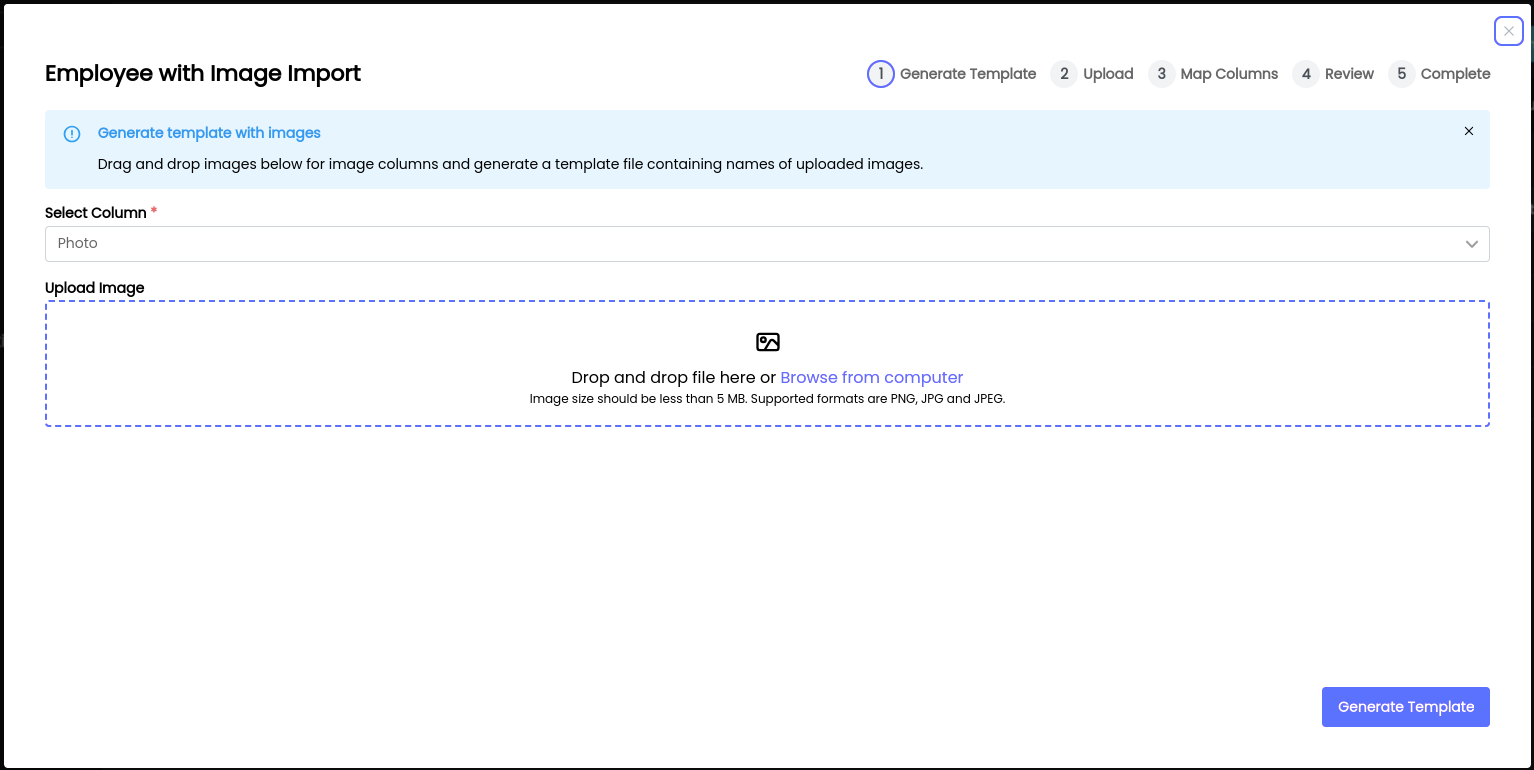 Employee with Image Import
1 Generate Template 2 Upload 3 Map Columns 4 Review 5 Complete
Generate template with images
Drag and drop images below for image columns and generate a template file containing names of uploaded images.
Select Column *
Photo
Upload Image
Drop and drop file here or Browse from computer
Image size should be less than 5 MB. Supported formats are PNG, JPG and JPEG.
Generate Template